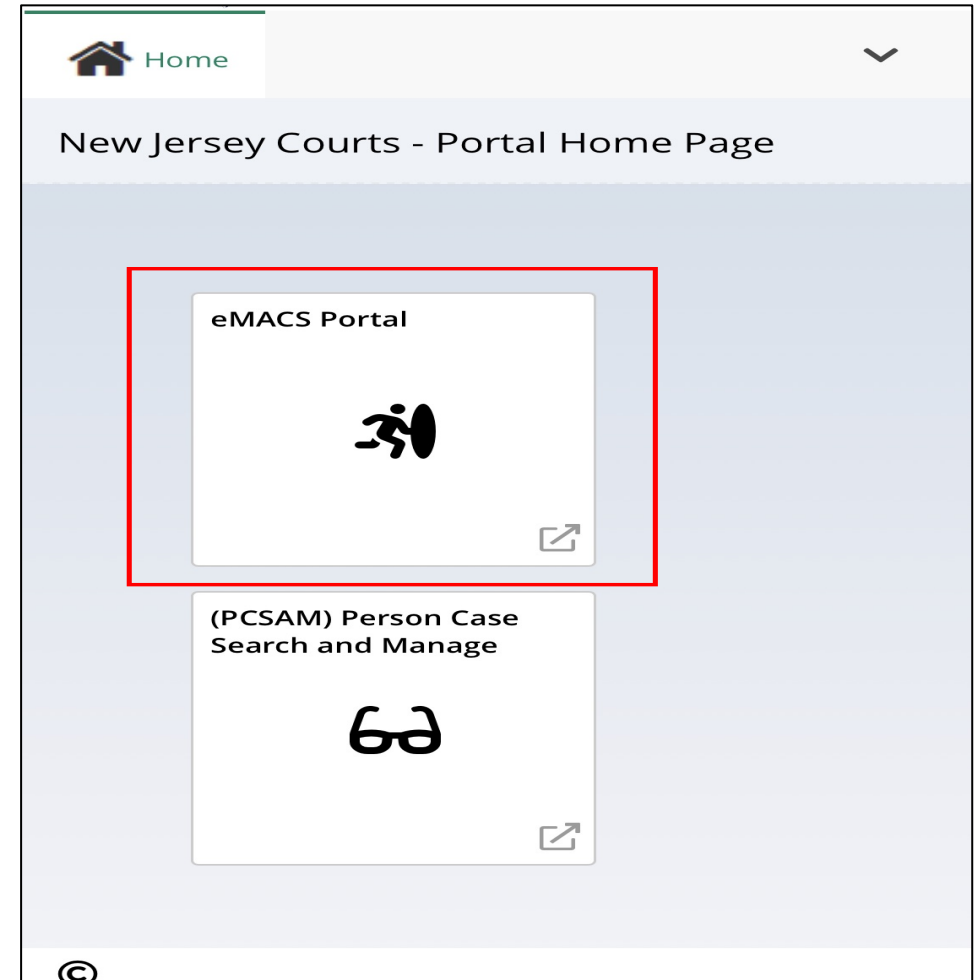 Home
New Jersey Courts - Portal Home Page
eMACS Portal
(PCSAM) Person Case
Search and Manage
©